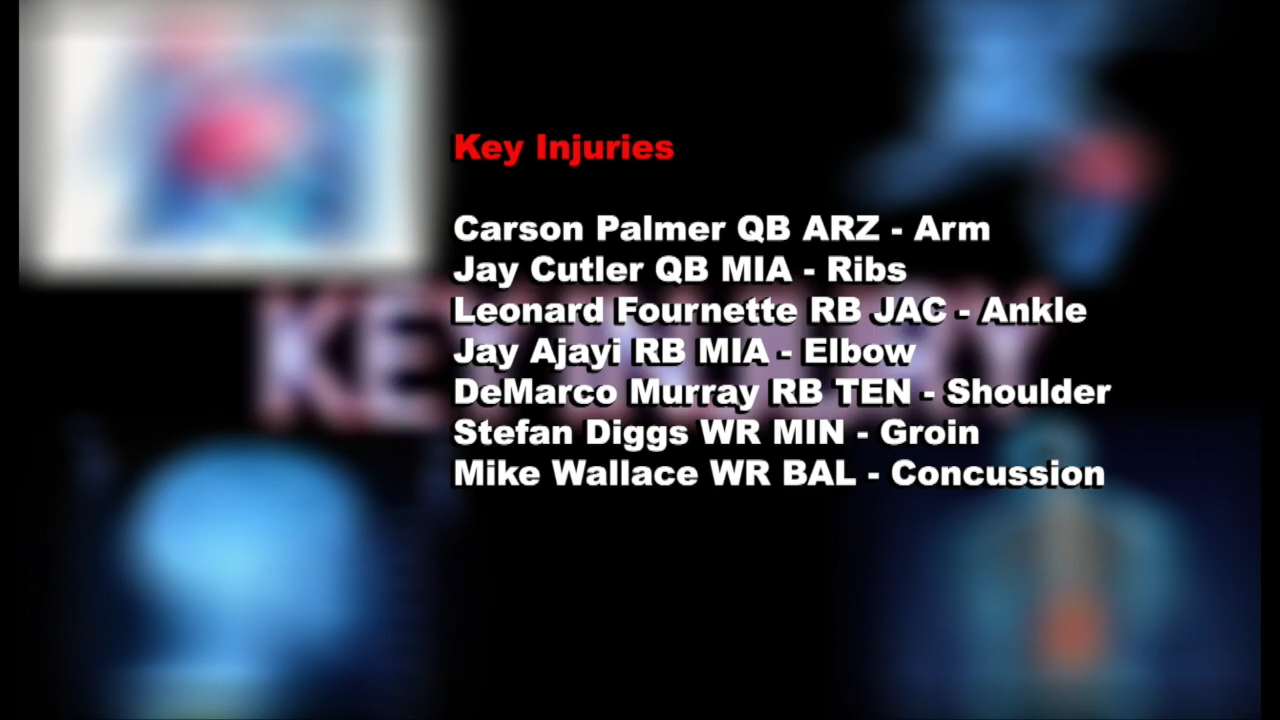 Key Injuries
Carson Palmer QB ARZ - Arm
Jay Cutler QB MIA - Ribs
Leonard Fournette RB JAC - Ankle
Jay Ajayi RB MIA - Elbow
DeMarco Murray RB TEN - Shoulder
Stefan Diggs WR MIN - Groin
Mike Wallace WR BAL - Concussion